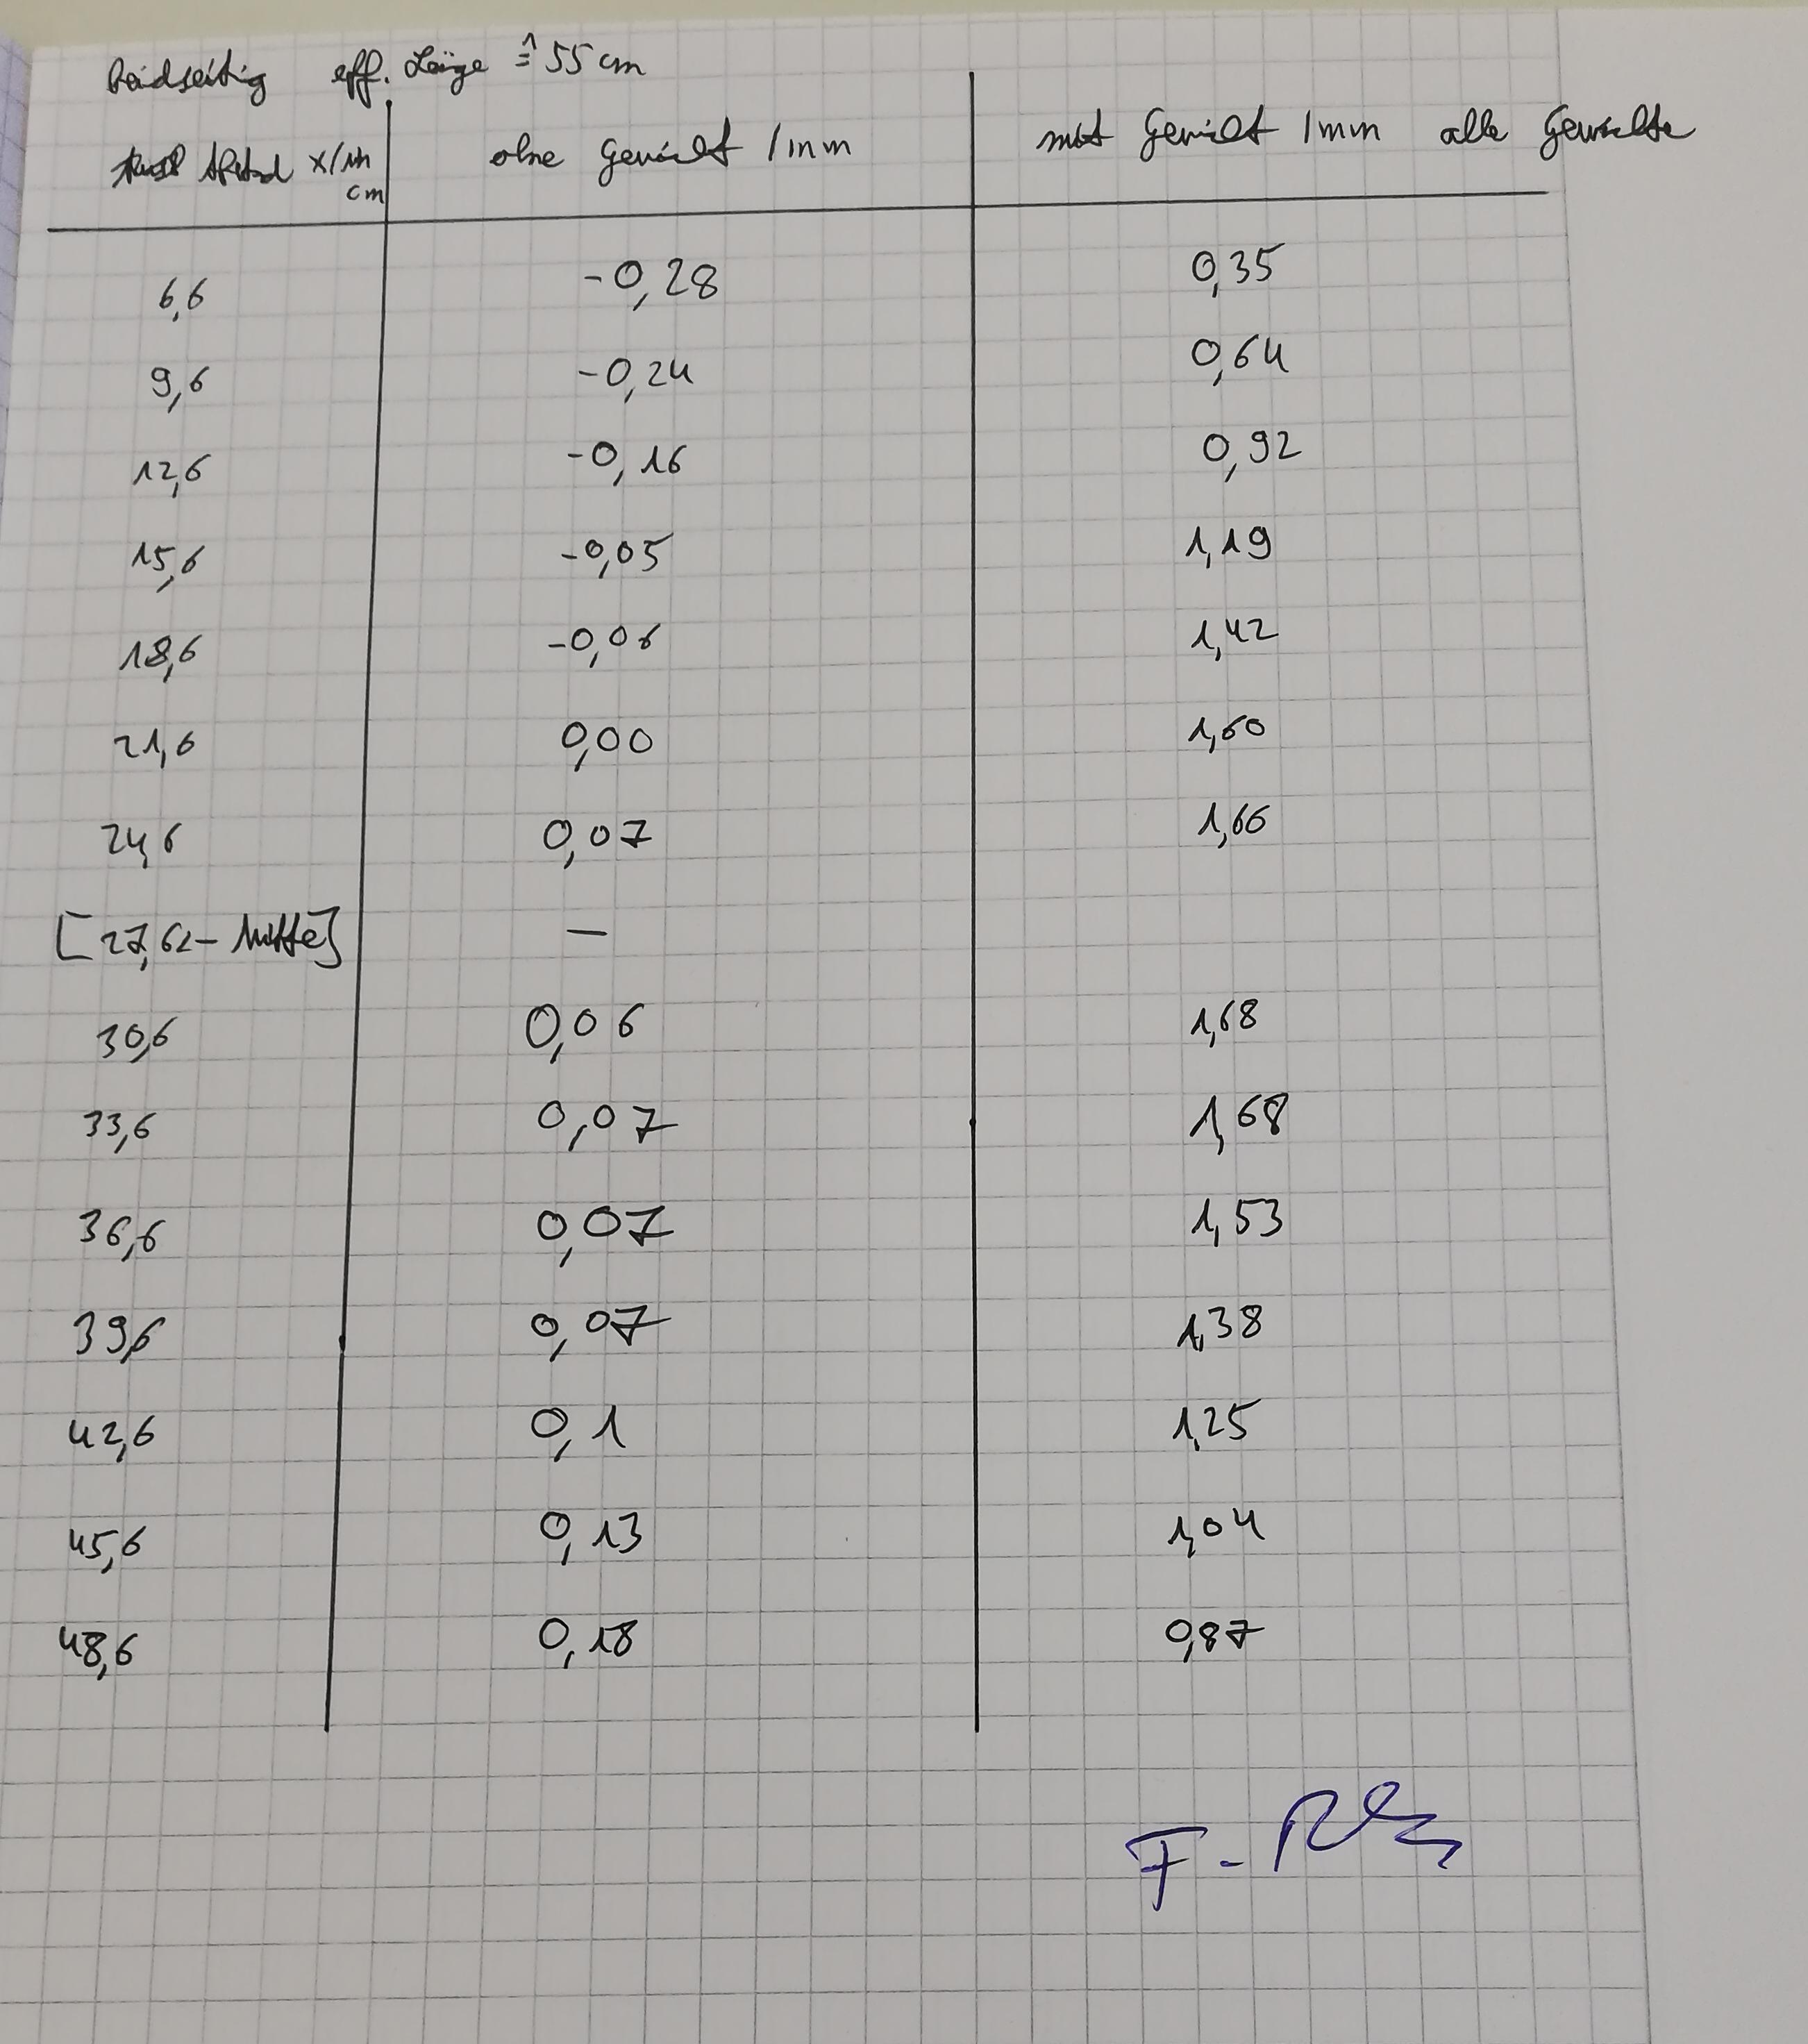 beidseitig eff. Länge ≙ 55 cm
Abstand x/m cm ohne Gewicht /mm mit Gewicht /mm alle Gewichte
6,6 -0,28 0,35
9,6 -0,24 0,64
12,6 -0,16 0,92
15,6 -0,05 1,19
18,6 -0,06 1,42
21,6 0,00 1,60
24,6 0,07 1,66
[27,62 - Mitte] —
30,6 0,06 1,68
33,6 0,07 1,68
36,6 0,07 1,53
39,6 0,07 1,38
42,6 0,1 1,25
45,6 0,13 1,04
48,6 0,18 0,87